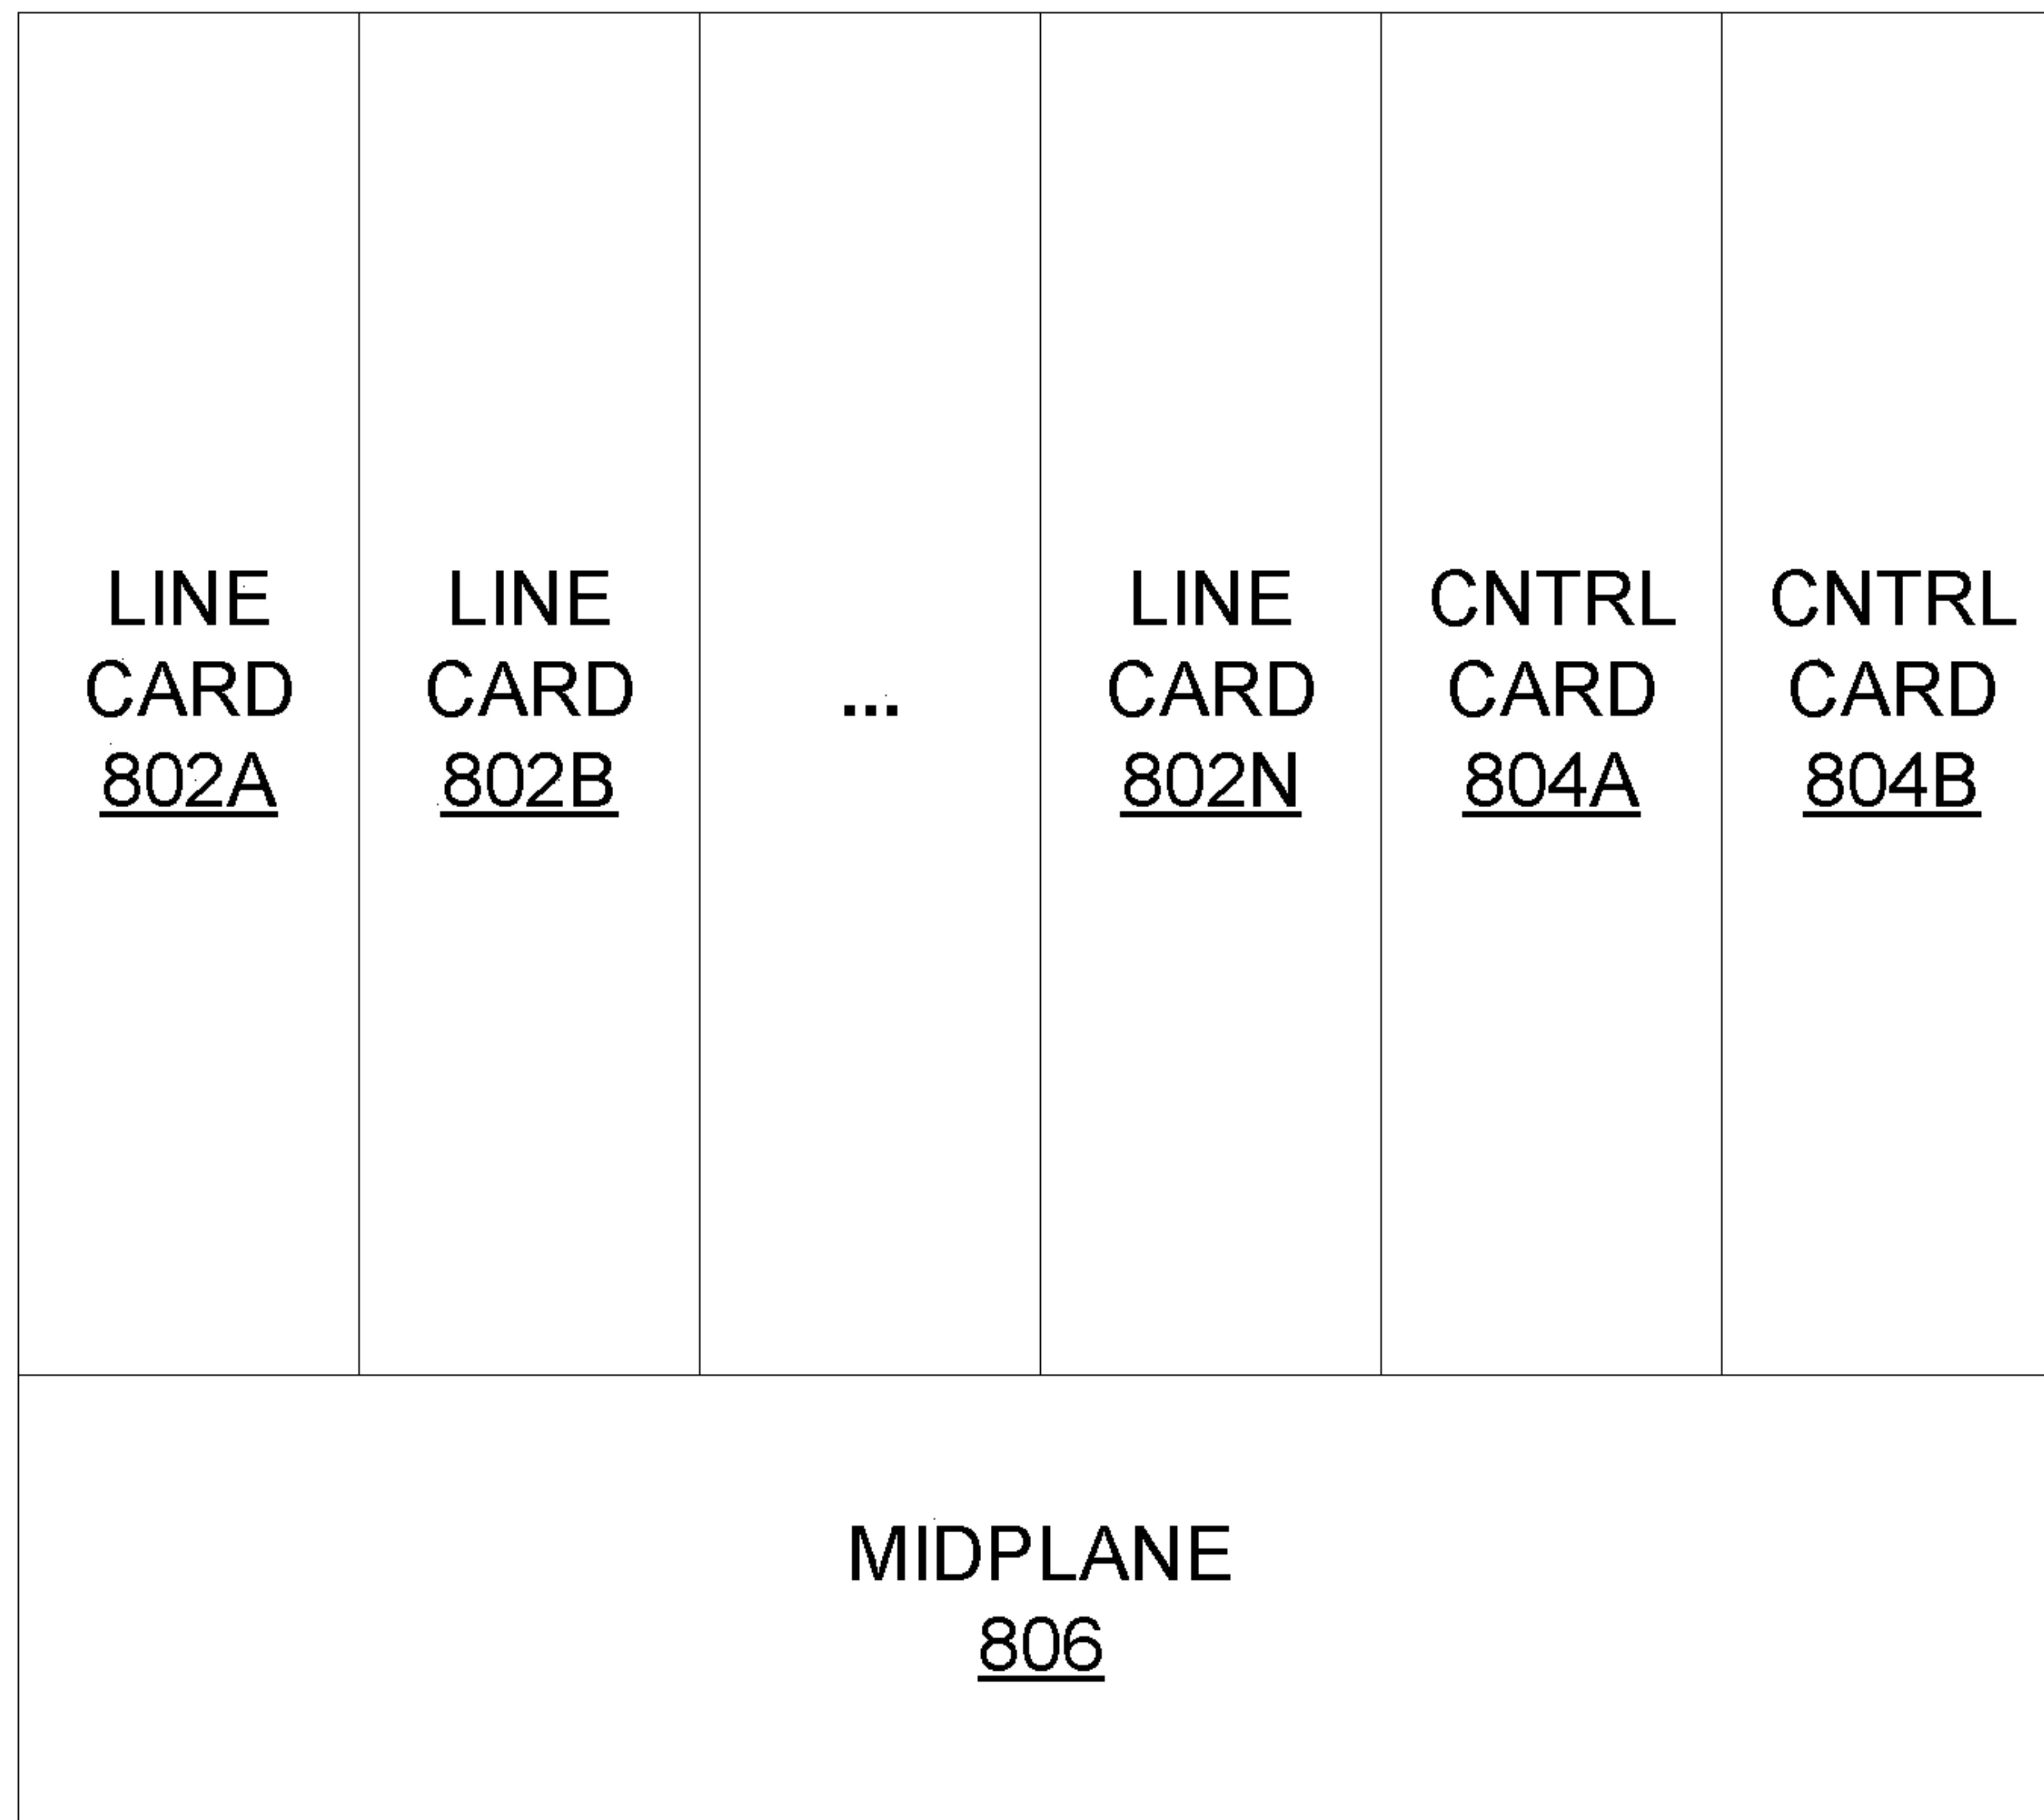 LINE
CARD
802A
LINE
CARD
802B
...
LINE
CARD
802N
CNTRL
CARD
804A
CNTRL
CARD
804B
MIDPLANE
806